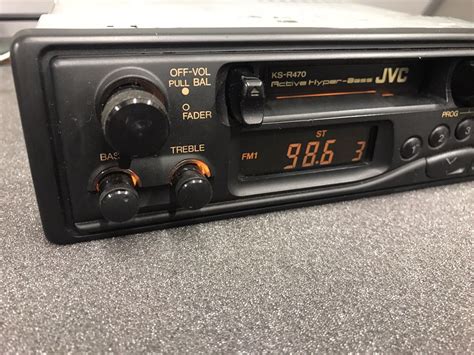 OFF-VOL
PULL BAL
FADER
KS-R470
Active Hyper-Bass
JVC
PROG
BASS
TREBLE
ST
FM1
98.6 3